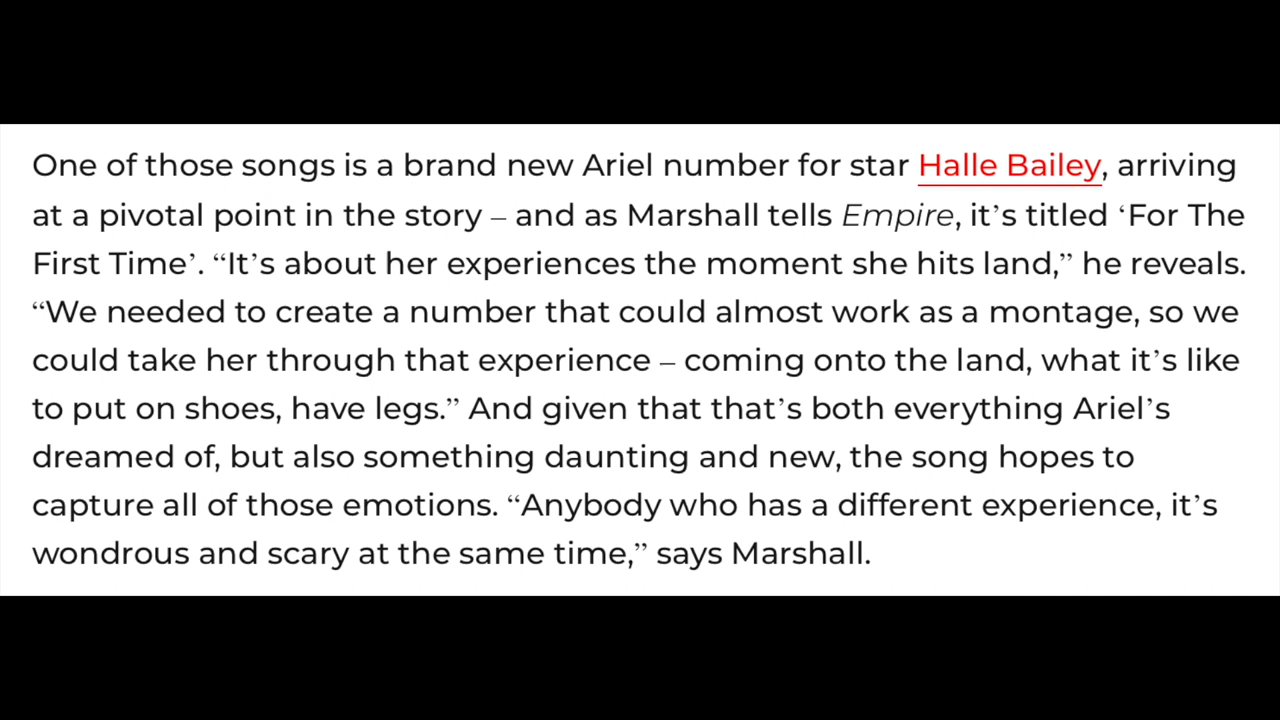 One of those songs is a brand new Ariel number for star Halle Bailey, arriving
at a pivotal point in the story – and as Marshall tells Empire, it’s titled ‘For The
First Time’. “It’s about her experiences the moment she hits land,” he reveals.
“We needed to create a number that could almost work as a montage, so we
could take her through that experience – coming onto the land, what it’s like
to put on shoes, have legs.” And given that that’s both everything Ariel’s
dreamed of, but also something daunting and new, the song hopes to
capture all of those emotions. “Anybody who has a different experience, it’s
wondrous and scary at the same time,” says Marshall.